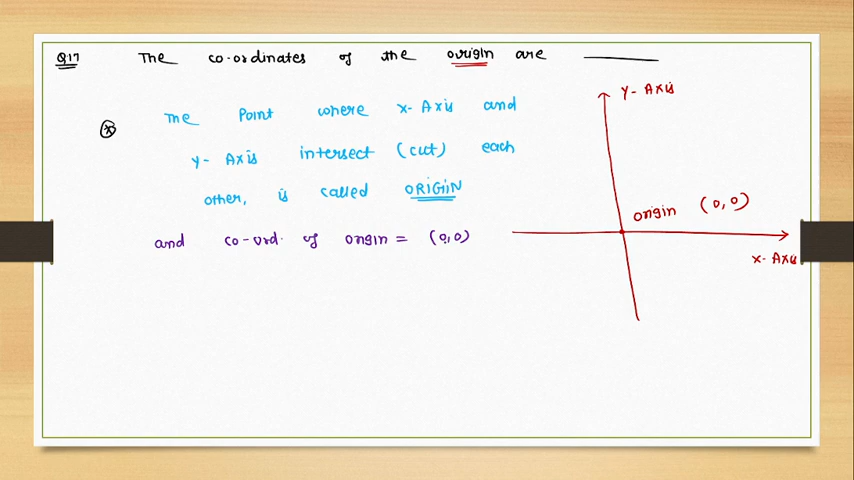 Q17 The co-ordinates of the origin are ________
The Point where x-Axis and
y-Axis intersect (cut) each
other, is called ORIGIN
and co-ord. of origin = (0,0)
y-Axis
origin (0,0)
x-Axis